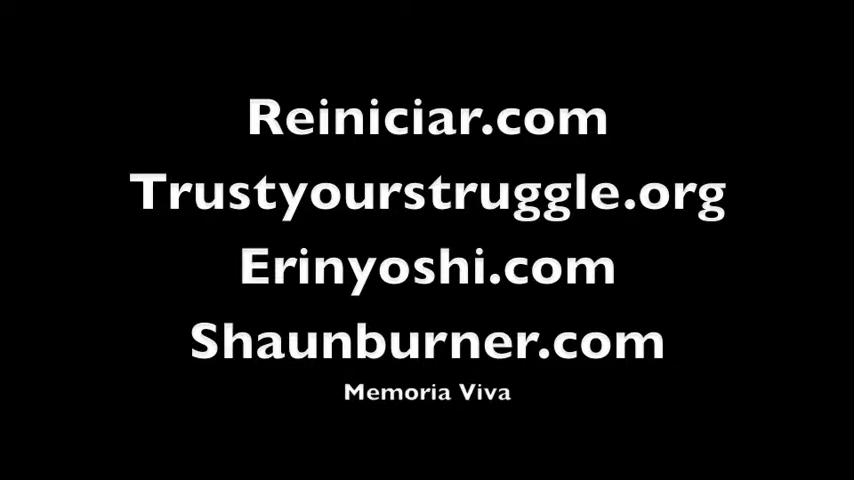 Reiniciar.com
Trustyourstruggle.org
Erinyoshi.com
Shaunburner.com
Memoria Viva